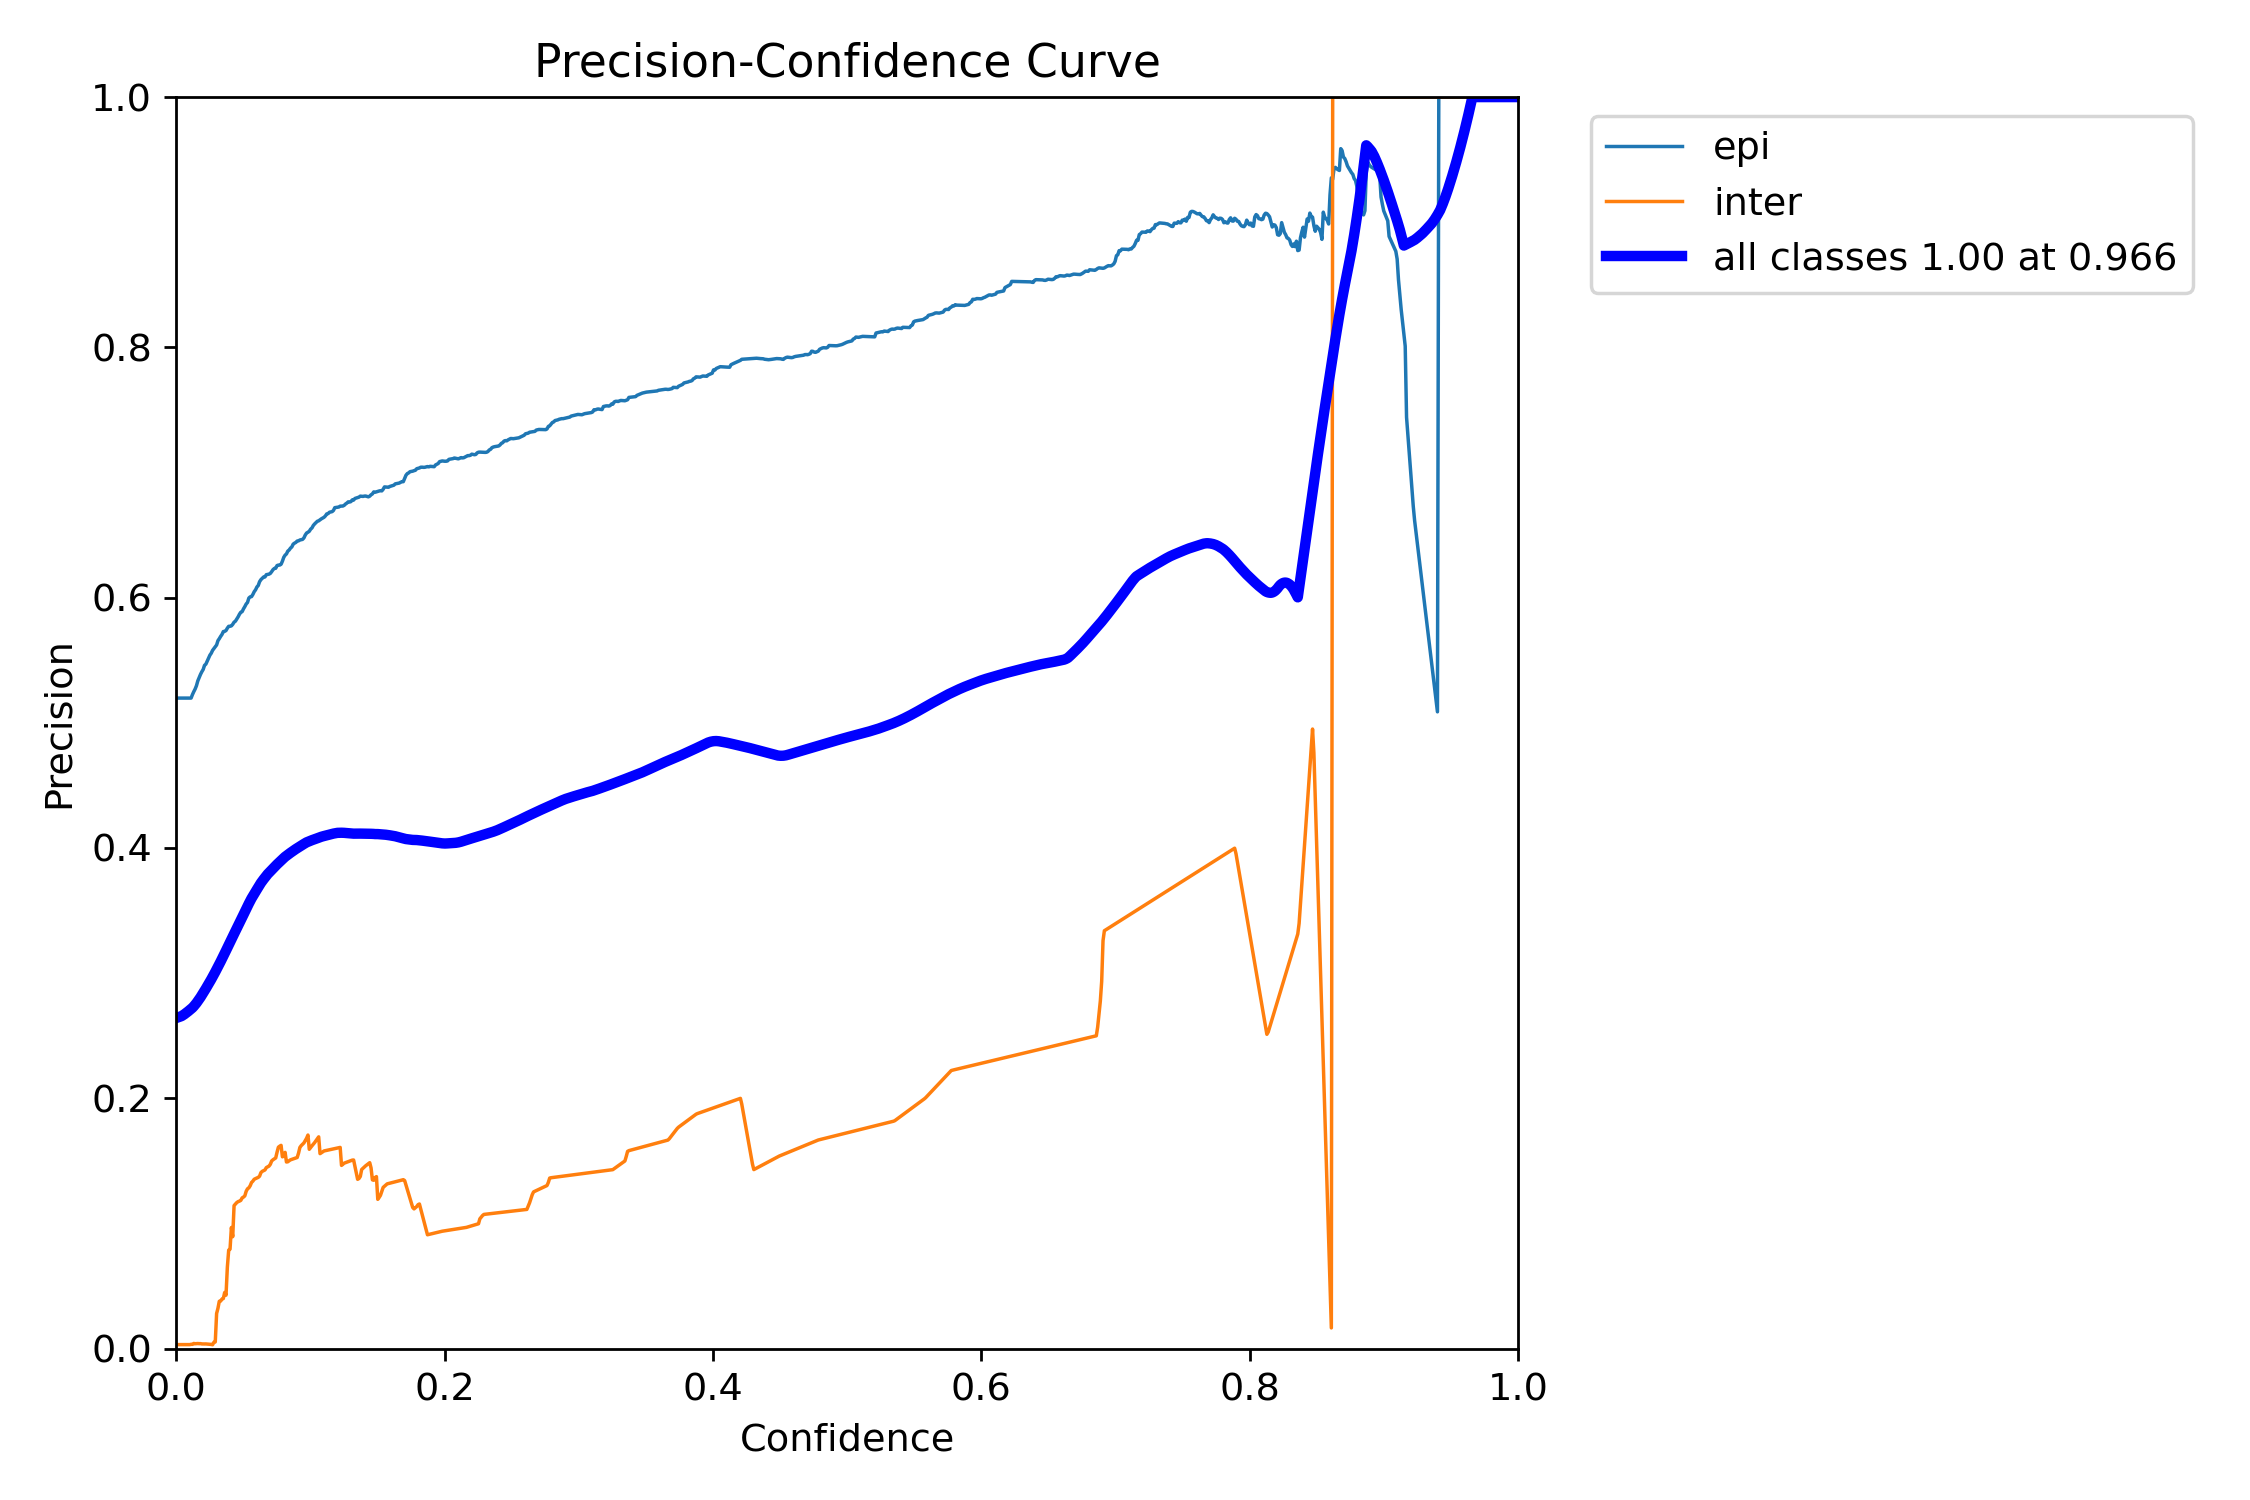 Precision-Confidence Curve
1.0
0.8
0.6
0.4
0.2
0.0
Precision
0.0 0.2 0.4 0.6 0.8 1.0
Confidence
epi
inter
all classes 1.00 at 0.966